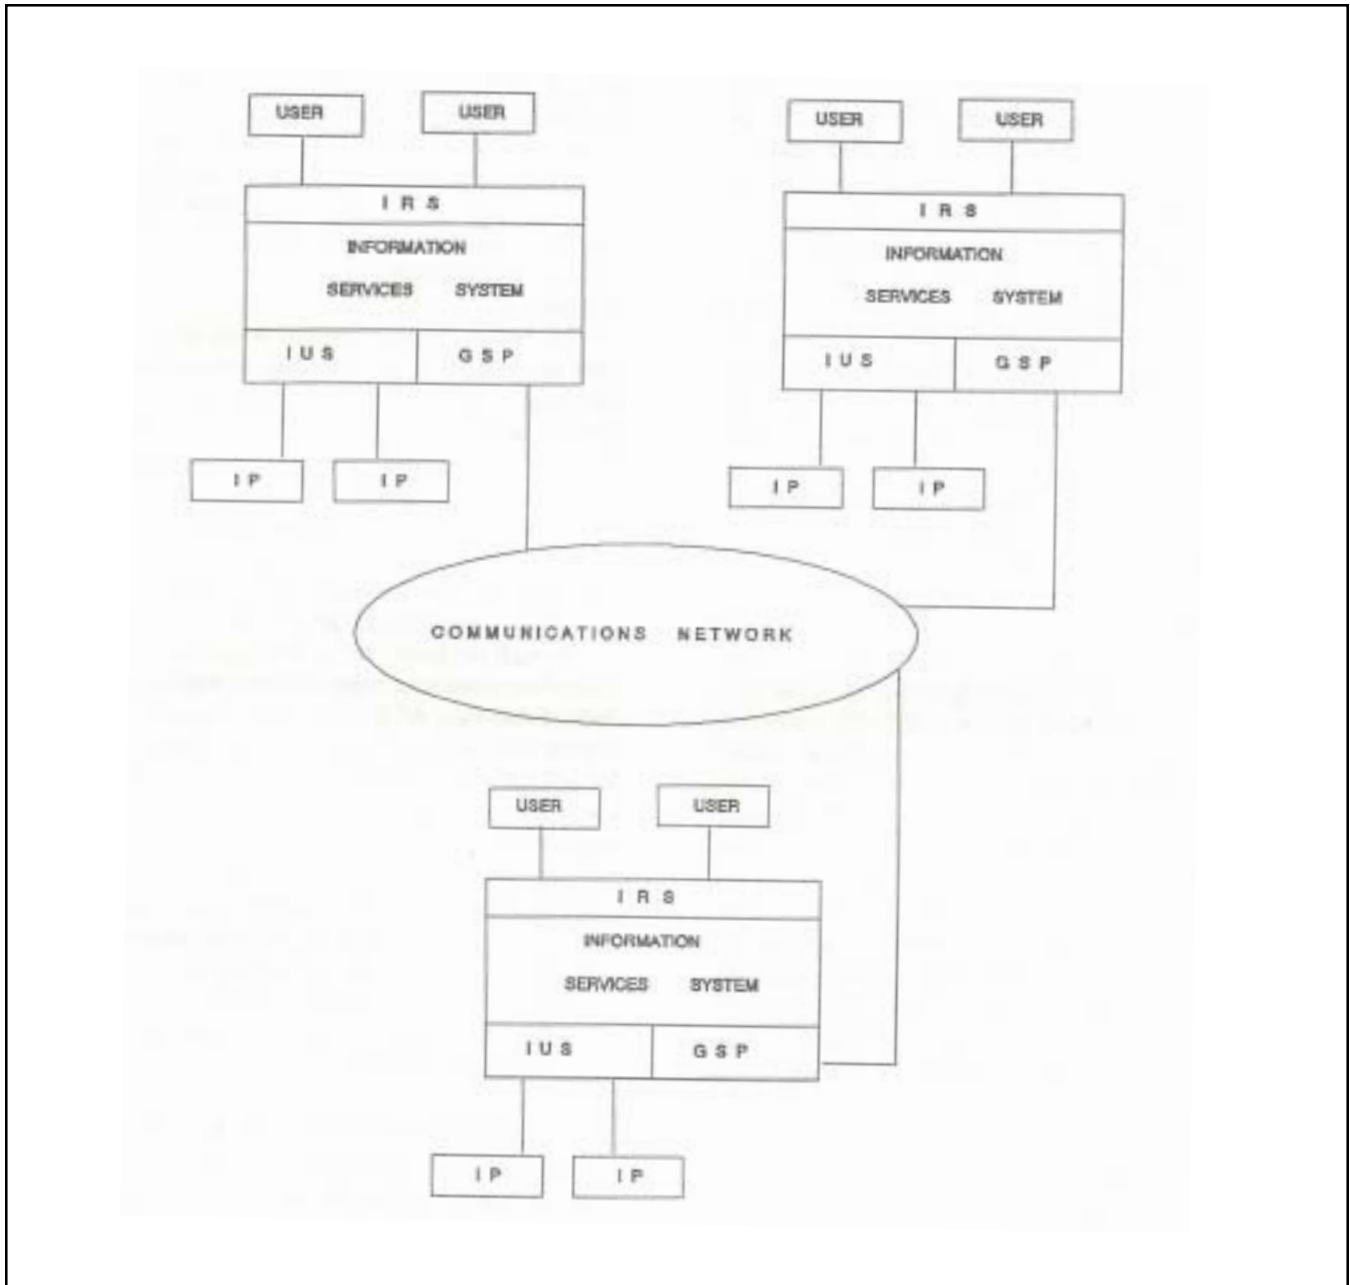 USER USER
I R S
INFORMATION
SERVICES SYSTEM
I U S G S P
I P I P
USER USER
I R S
INFORMATION
SERVICES SYSTEM
I U S G S P
I P I P
COMMUNICATIONS NETWORK
USER USER
I R S
INFORMATION
SERVICES SYSTEM
I U S G S P
I P I P